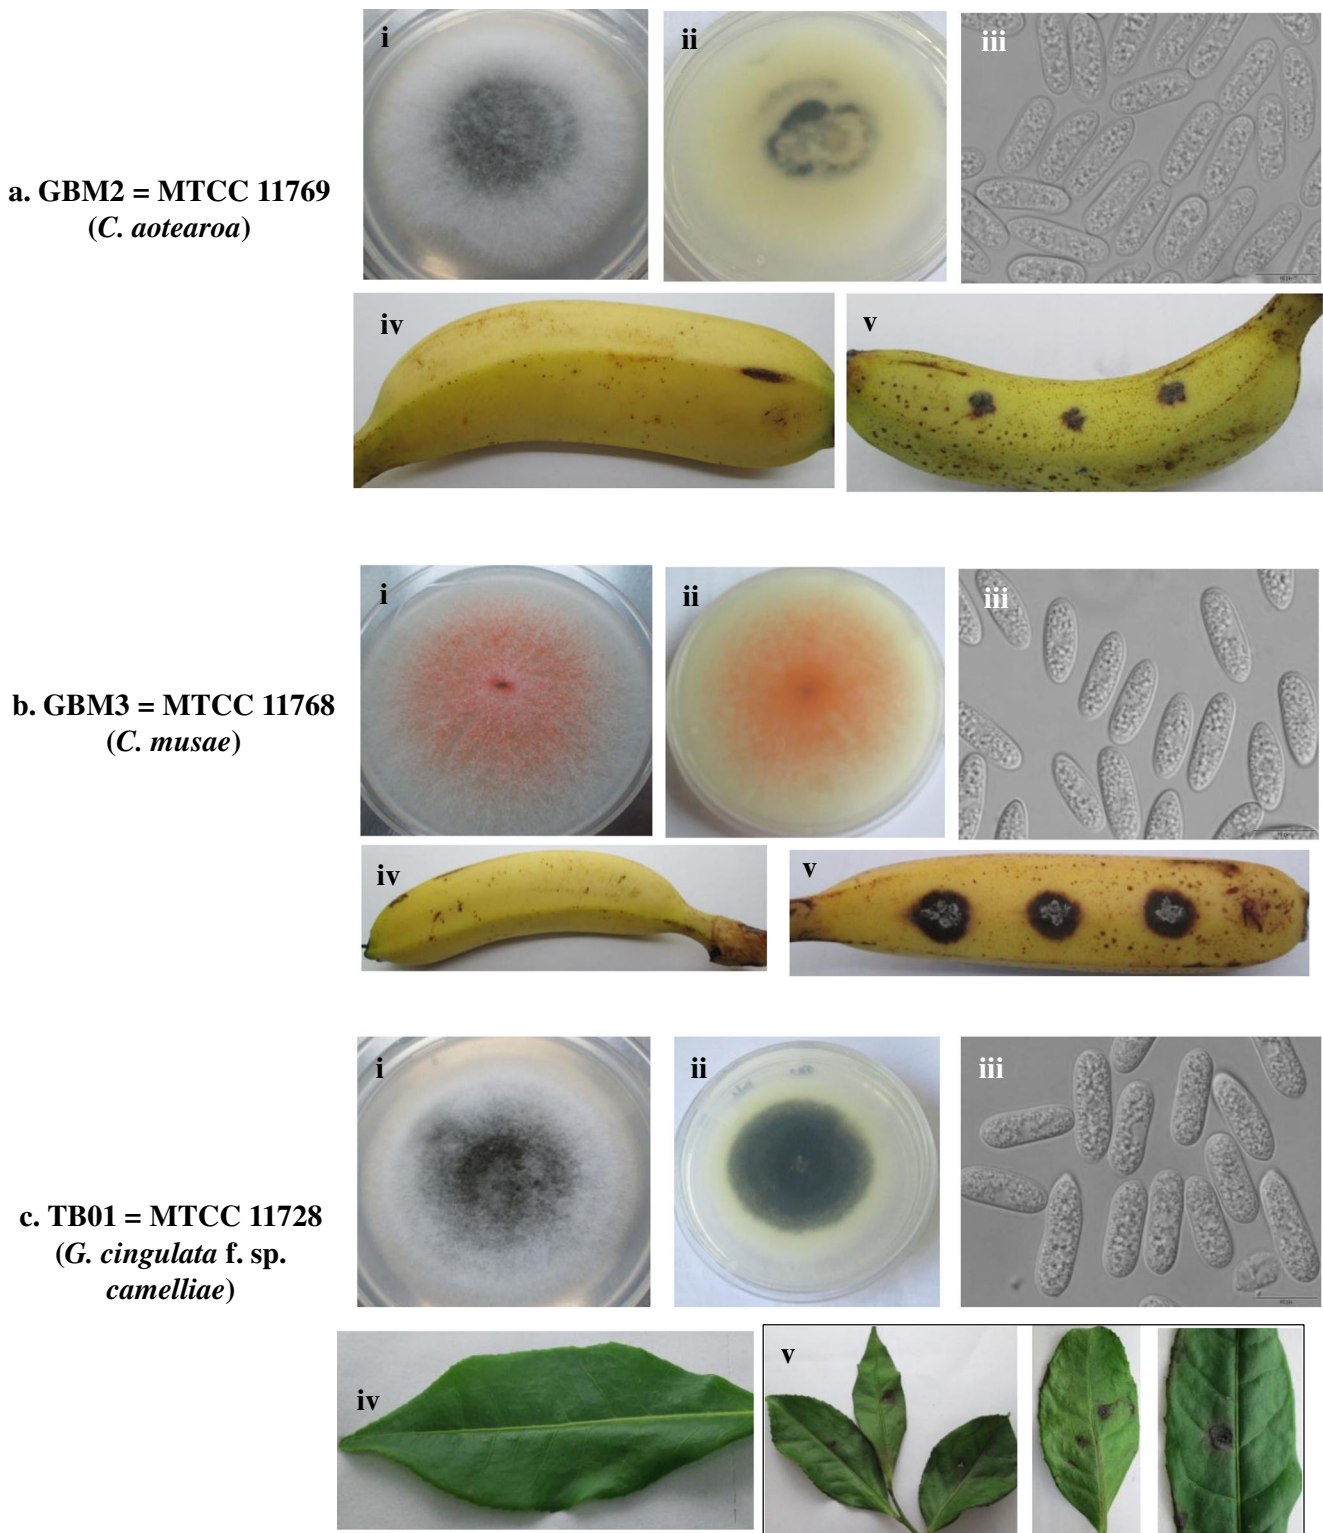 i
ii
iii
a. GBM2 = MTCC 11769
(C. aotearoa)
iv
v
i
ii
iii
b. GBM3 = MTCC 11768
(C. musae)
iv
v
i
ii
iii
c. TB01 = MTCC 11728
(G. cingulata f. sp.
camelliae)
iv
v